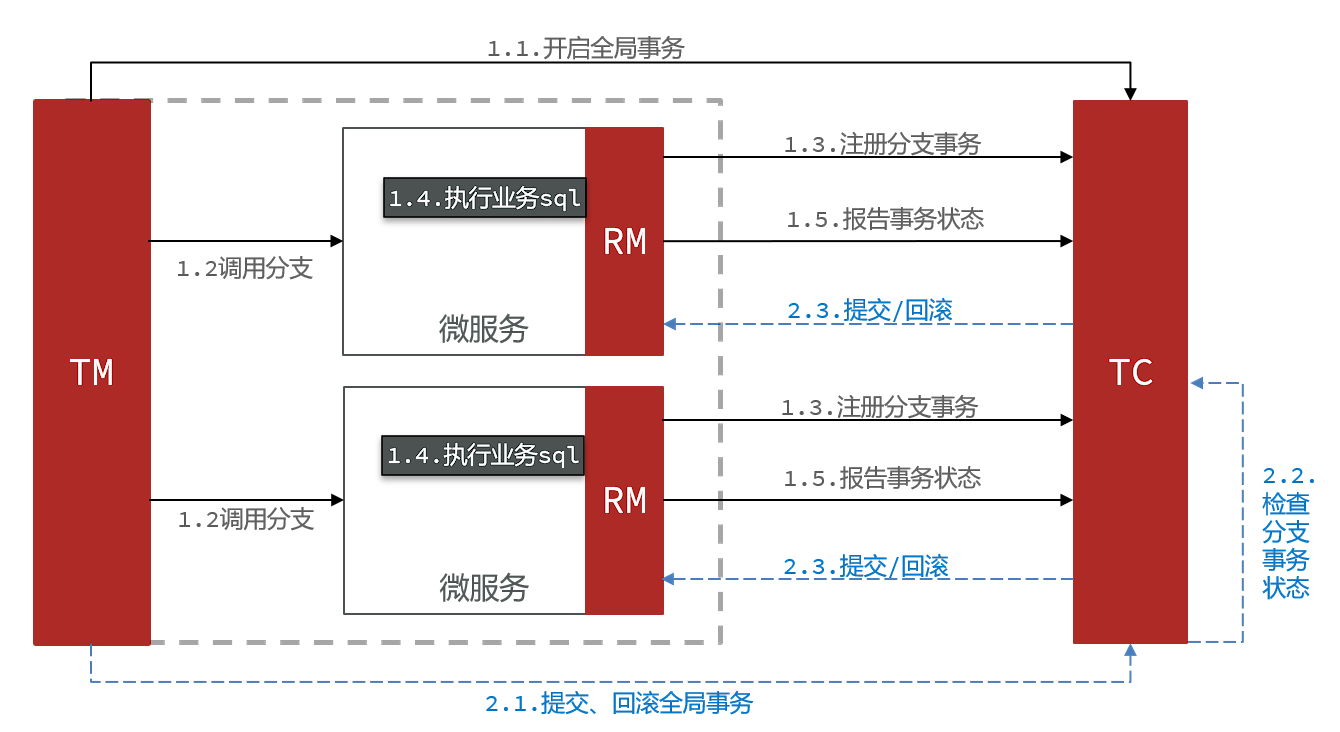 1.1.开启全局事务
1.3.注册分支事务
1.4.执行业务sql
1.5.报告事务状态
RM
1.2调用分支
2.3.提交/回滚
微服务
TM
TC
1.3.注册分支事务
1.4.执行业务sql
1.5.报告事务状态
RM
1.2调用分支
2.2.
检查
分支
事务
状态
2.3.提交/回滚
微服务
2.1.提交、回滚全局事务